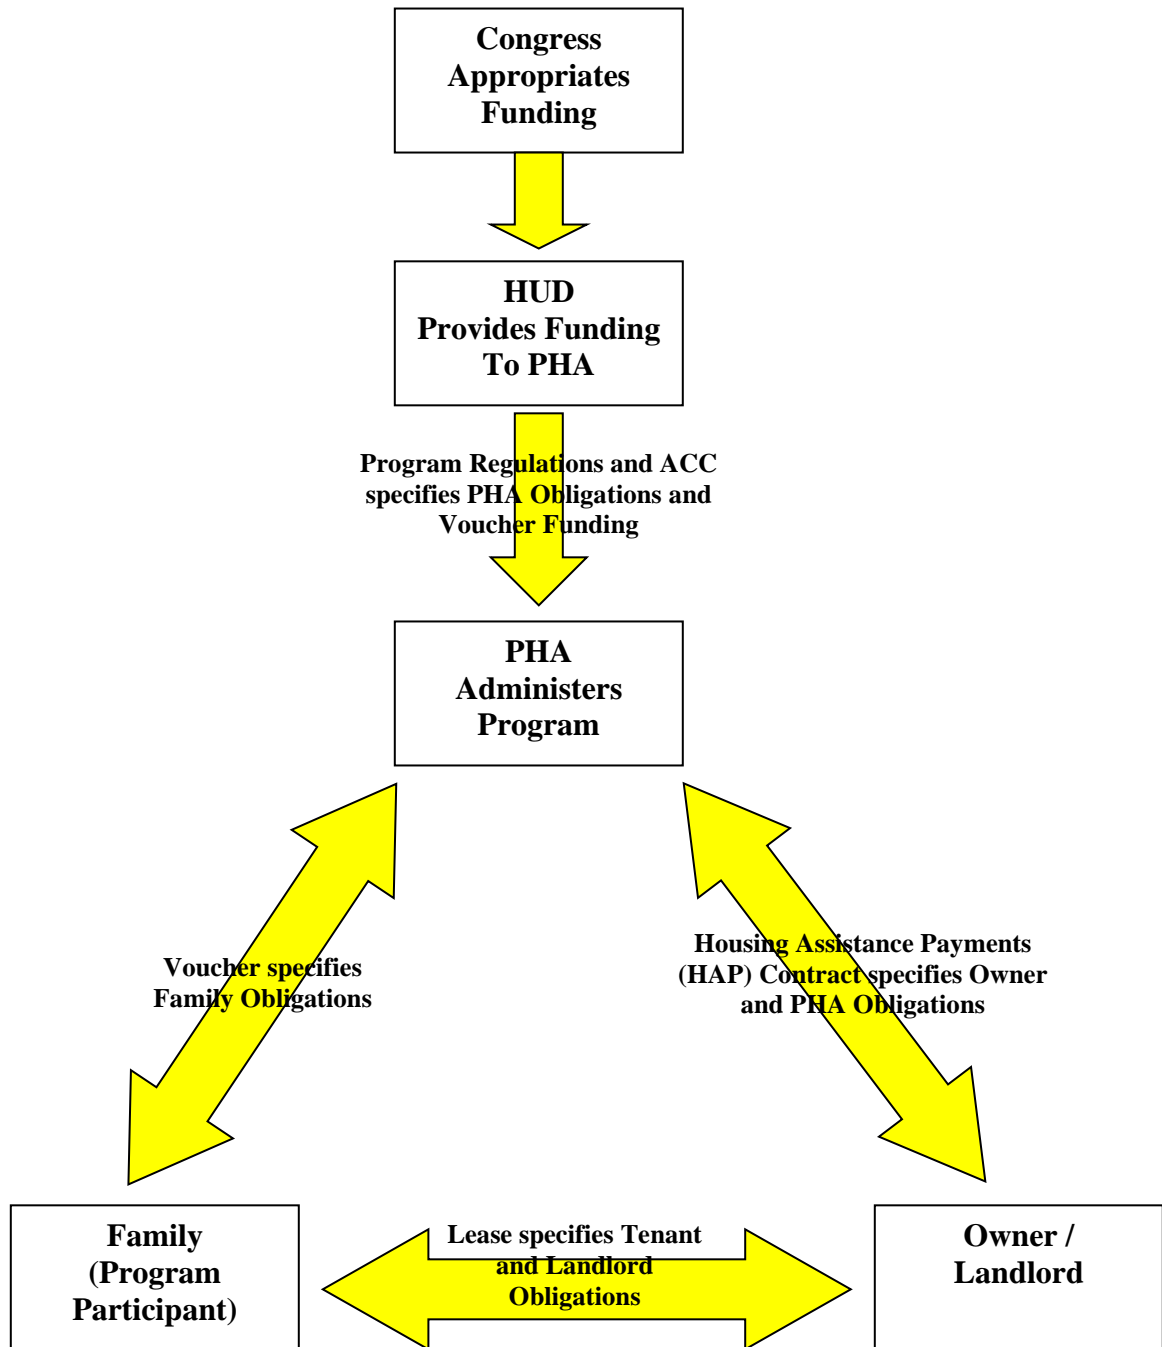 Congress
Appropriates
Funding
HUD
Provides Funding
To PHA
Program Regulations and ACC
specifies PHA Obligations and
Voucher Funding
PHA
Administers
Program
Voucher specifies
Family Obligations
Housing Assistance Payments
(HAP) Contract specifies Owner
and PHA Obligations
Family
(Program
Participant)
Lease specifies Tenant
and Landlord
Obligations
Owner /
Landlord